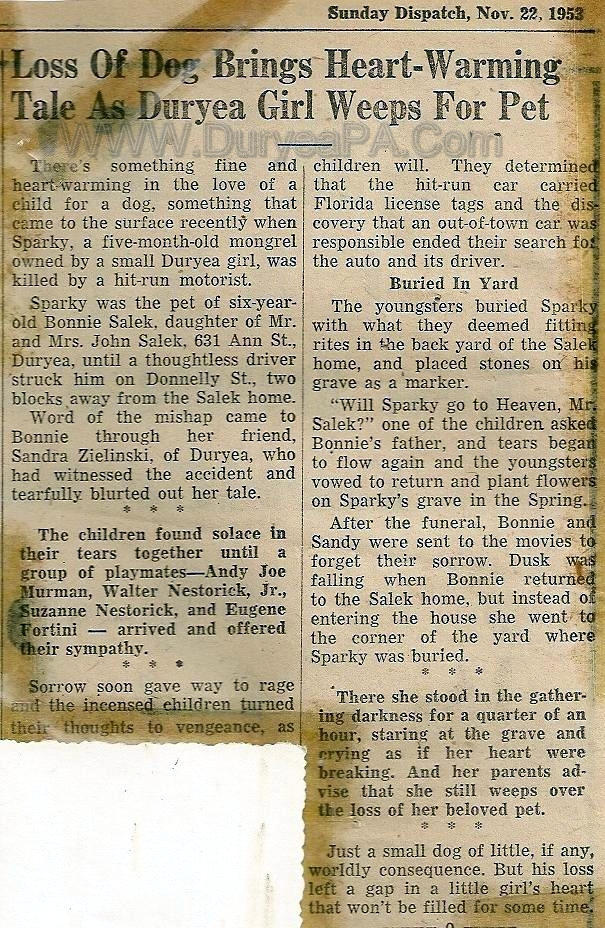 Sunday Dispatch, Nov. 22, 1953
Loss Of Dog Brings Heart-Warming
Tale As Duryea Girl Weeps For Pet
WWW.DuryeaPA.Com
There's something fine and
heart-warming in the love of a
child for a dog, something that
came to the surface recently when
Sparky, a five-month-old mongrel
owned by a small Duryea girl, was
killed by a hit-run motorist.
Sparky was the pet of six-year-
old Bonnie Salek, daughter of Mr.
and Mrs. John Salek, 631 Ann St.,
Duryea, until a thoughtless driver
struck him on Donnelly St., two
blocks away from the Salek home.
Word of the mishap came to
Bonnie through her friend,
Sandra Zielinski, of Duryea, who
had witnessed the accident and
tearfully blurted out her tale.
* * *
The children found solace in
their tears together until a
group of playmates—Andy Joe
Murman, Walter Nestorick, Jr.,
Suzanne Nestorick, and Eugene
Fortini — arrived and offered
their sympathy.
* * *
Sorrow soon gave way to rage
and the incensed children turned
their thoughts to vengeance, as
children will. They determined
that the hit-run car carried
Florida license tags and the dis-
covery that an out-of-town car was
responsible ended their search for
the auto and its driver.
Buried In Yard
The youngsters buried Sparky
with what they deemed fitting
rites in the back yard of the Salek
home, and placed stones on his
grave as a marker.
"Will Sparky go to Heaven, Mr.
Salek?" one of the children asked
Bonnie's father, and tears began
to flow again and the youngsters
vowed to return and plant flowers
on Sparky's grave in the Spring.
After the funeral, Bonnie and
Sandy were sent to the movies to
forget their sorrow. Dusk was
falling when Bonnie returned
to the Salek home, but instead of
entering the house she went to
the corner of the yard where
Sparky was buried.
* * *
There she stood in the gather-
ing darkness for a quarter of an
hour, staring at the grave and
crying as if her heart were
breaking. And her parents ad-
vise that she still weeps over
the loss of her beloved pet.
* * *
Just a small dog of little, if any,
worldly consequence. But his loss
left a gap in a little girl's heart
that won't be filled for some time.